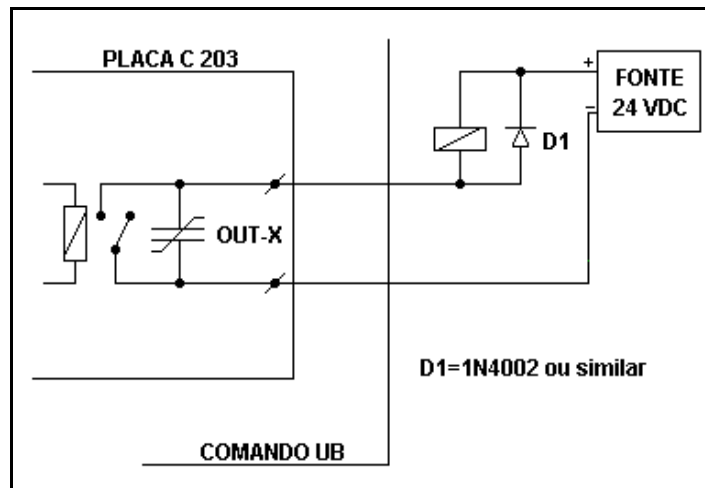 PLACA C 203
+
FONTE
24 VDC
–
D1
OUT-X
D1=1N4002 ou similar
COMANDO UB